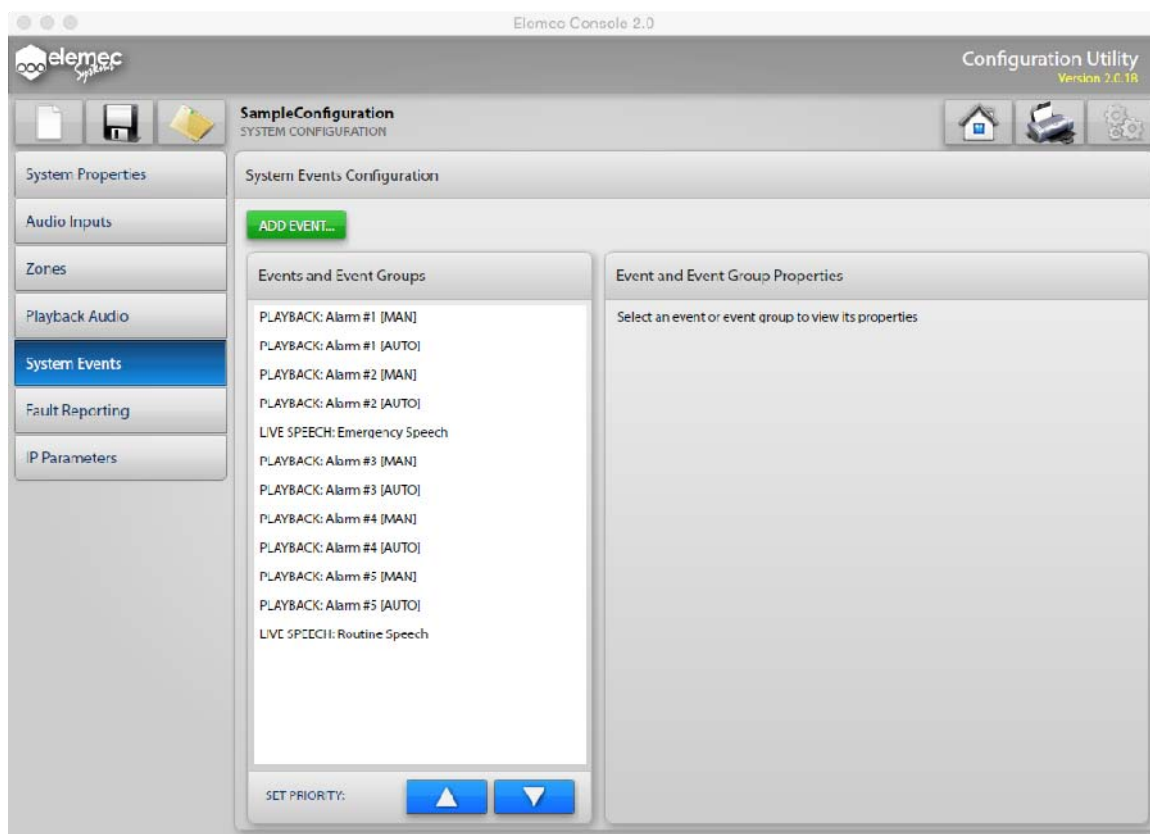 Elemec Console 2.0
elemec
Systems
Configuration Utility
Version 2.0.18
SampleConfiguration
SYSTEM CONFIGURATION
System Properties
Audio Inputs
Zones
Playback Audio
System Events
Fault Reporting
IP Parameters
System Events Configuration
ADD EVENT...
Events and Event Groups
PLAYBACK: Alarm #1 [MAN]
PLAYBACK: Alarm #1 [AUTO]
PLAYBACK: Alarm #2 [MAN]
PLAYBACK: Alarm #2 [AUTO]
LIVE SPEECH: Emergency Speech
PLAYBACK: Alarm #3 [MAN]
PLAYBACK: Alarm #3 [AUTO]
PLAYBACK: Alarm #4 [MAN]
PLAYBACK: Alarm #4 [AUTO]
PLAYBACK: Alarm #5 [MAN]
PLAYBACK: Alarm #5 [AUTO]
LIVE SPEECH: Routine Speech
SET PRIORITY:
Event and Event Group Properties
Select an event or event group to view its properties